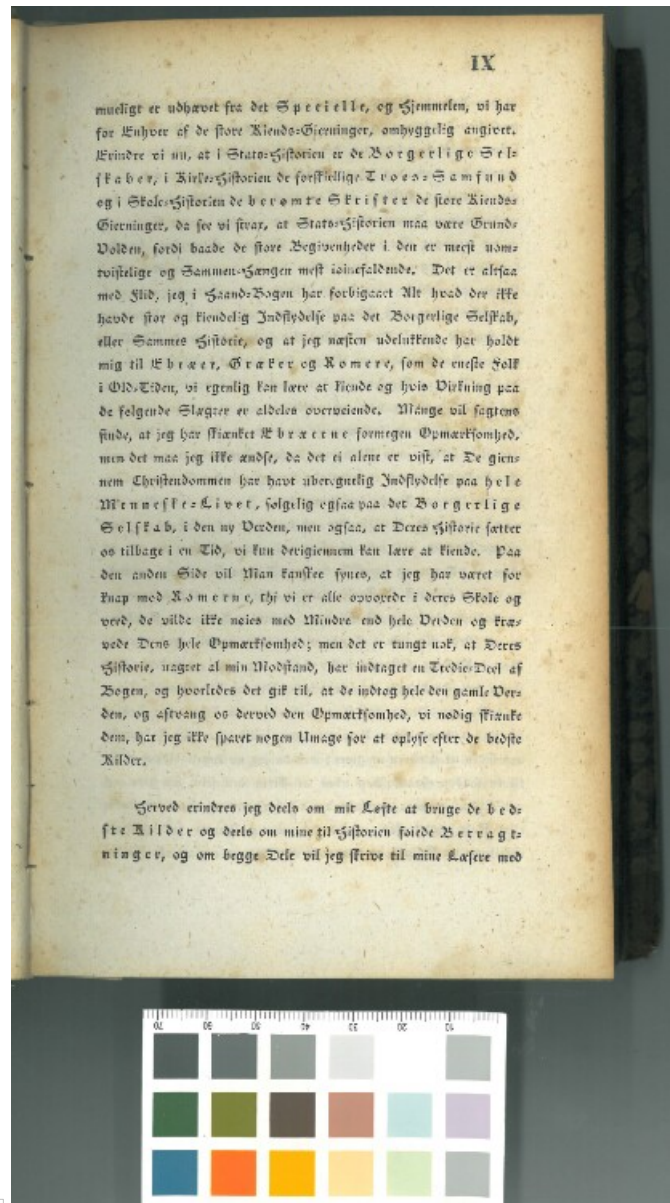 IX
mueligt er udhævet fra det Specielle, og Hjemmelen, vi har
for Enhver af de store Kiends-Gierninger, omhyggelig angivet.
Erindre vi nu, at i Stats-Historien er de Borgerlige Sel-
skaber, i Kirke-Historien de forskiellige Troes-Samfund
og i Skole-Historien de berømte Skrifter de store Kiends-
Gierninger, da see vi strax, at Stats-Historien maa være Grund-
Volden, fordi baade de store Begivenheder i den er meest uom-
tvistelige og Sammen-Hængen mest iøinefaldende. Det er altsaa
med Flid, jeg i Haand-Bogen har forbigaaet Alt hvad der ikke
havde stor og kiendelig Indflydelse paa det Borgerlige Selskab,
eller Sammes Historie, og at jeg næsten udelukkende har holdt
mig til Ebræer, Græker og Romere, som de eneste Folk
i Old-Tiden, vi egenlig kan lære at kiende og hvis Virkning paa
de følgende Slægter er aldeles overveiende. Mange vil sagtens
finde, at jeg har skiænket Ebræerne formegen Opmærksomhed,
men det maa jeg ikke ændse, da det ei alene er vist, at De gien-
nem Christendommen har havt uberegnelig Indflydelse paa hele
Menneske-Livet, følgelig ogsaa paa det Borgerlige
Selskab, i den ny Verden, men ogsaa, at Deres Historie sætter
os tilbage i en Tid, vi kun derigiennem kan lære at kiende. Paa
den anden Side vil Man kanskee synes, at jeg har været for
knap mod Romerne, thi vi er alle opvoxede i deres Skole og
veed, de vilde ikke nøies med Mindre end hele Verden og kræ-
vede Dens hele Opmærksomhed; men det er tungt nok, at Deres
Historie, uagtet al min Modstand, har indtaget en Tredie-Deel af
Bogen, og hvorledes det gik til, at de indtog hele den gamle Ver-
den, og aftvang os derved den Opmærksomhed, vi nødig skiænke
dem, har jeg ikke sparet nogen Umage for at oplyse efter de bedste
Kilder.
Herved erindres jeg deels om mit Løfte at bruge de bed-
ste Kilder og deels om mine til Historien føiede Betragt-
ninger, og om begge Dele vil jeg skrive til mine Læsere med
70 60 50 40 30 20 10